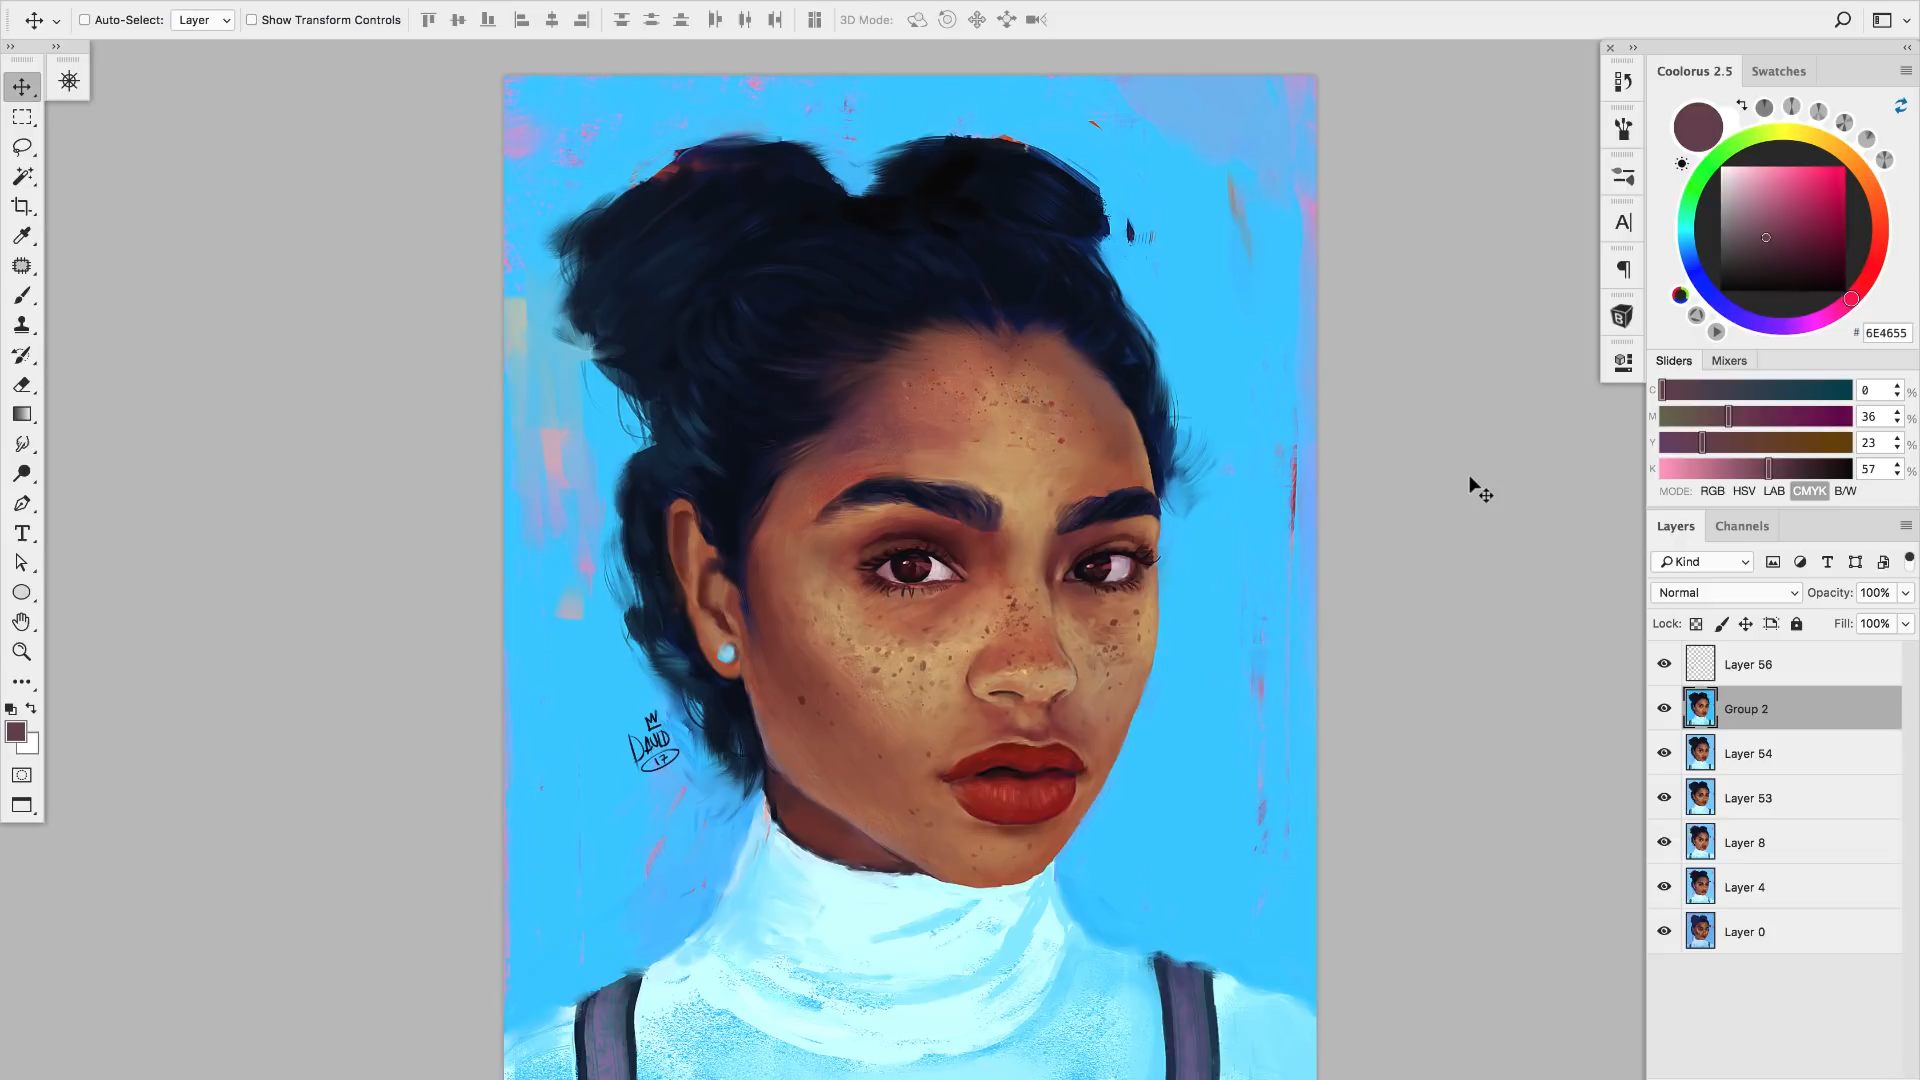 Auto-Select:
Layer
Show Transform Controls
3D Mode:
Coolorus 2.5
Swatches
# 6E4655
Sliders
Mixers
C 0 %
M 36 %
Y 23 %
K 57 %
MODE: RGB HSV LAB CMYK B/W
Layers
Channels
Kind
Normal
Opacity: 100%
Lock:
Fill: 100%
Layer 56
Group 2
Layer 54
Layer 53
Layer 8
Layer 4
Layer 0
DAVID
17